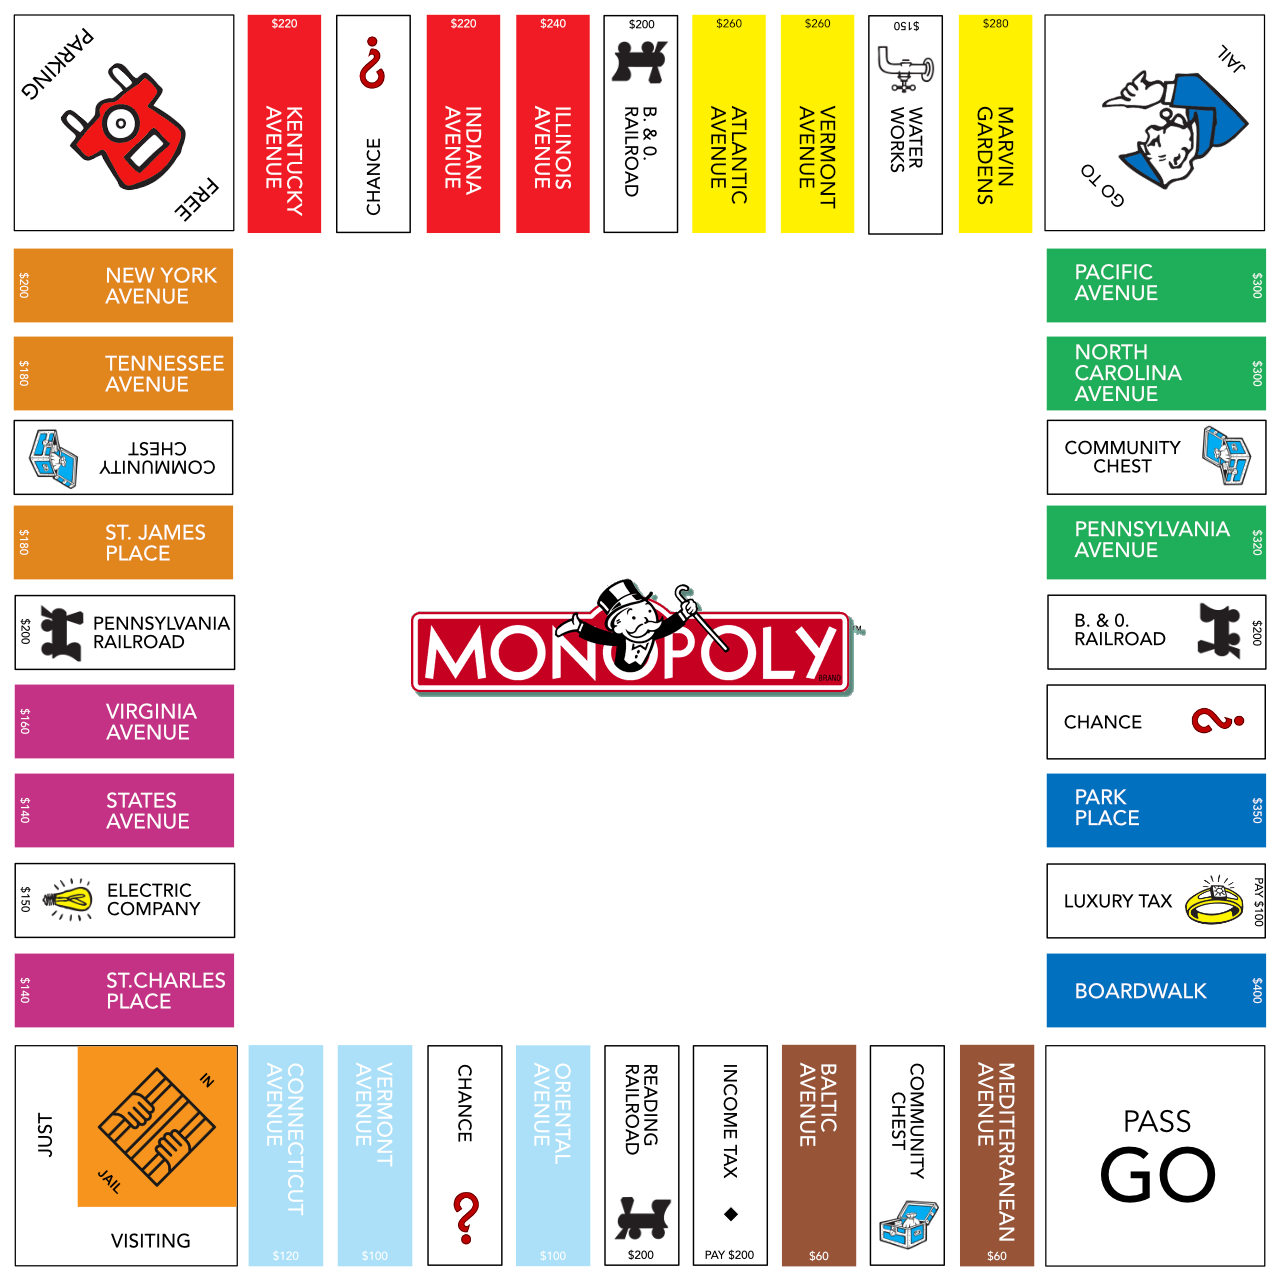 PARKING
FREE
$220
KENTUCKY
AVENUE
?
CHANCE
$220
INDIANA
AVENUE
$240
ILLINOIS
AVENUE
$200
B. & O.
RAILROAD
$260
ATLANTIC
AVENUE
$260
VERMONT
AVENUE
$150
WATER
WORKS
$280
MARVIN
GARDENS
JAIL
GO TO
$200
NEW YORK
AVENUE
$180
TENNESSEE
AVENUE
COMMUNITY
CHEST
$180
ST. JAMES
PLACE
$200
PENNSYLVANIA
RAILROAD
$160
VIRGINIA
AVENUE
$140
STATES
AVENUE
$150
ELECTRIC
COMPANY
$140
ST.CHARLES
PLACE
MONOPOLY
TM
BRAND
PACIFIC
AVENUE
$300
NORTH
CAROLINA
AVENUE
$300
COMMUNITY
CHEST
PENNSYLVANIA
AVENUE
$320
B. & O.
RAILROAD
$200
CHANCE
?
PARK
PLACE
$350
LUXURY TAX
PAY $100
BOARDWALK
$400
JUST
IN
JAIL
VISITING
CONNECTICUT
AVENUE
$120
VERMONT
AVENUE
$100
CHANCE
?
ORIENTAL
AVENUE
$100
READING
RAILROAD
$200
INCOME TAX
PAY $200
BALTIC
AVENUE
$60
COMMUNITY
CHEST
MEDITERRANEAN
AVENUE
$60
PASS
GO